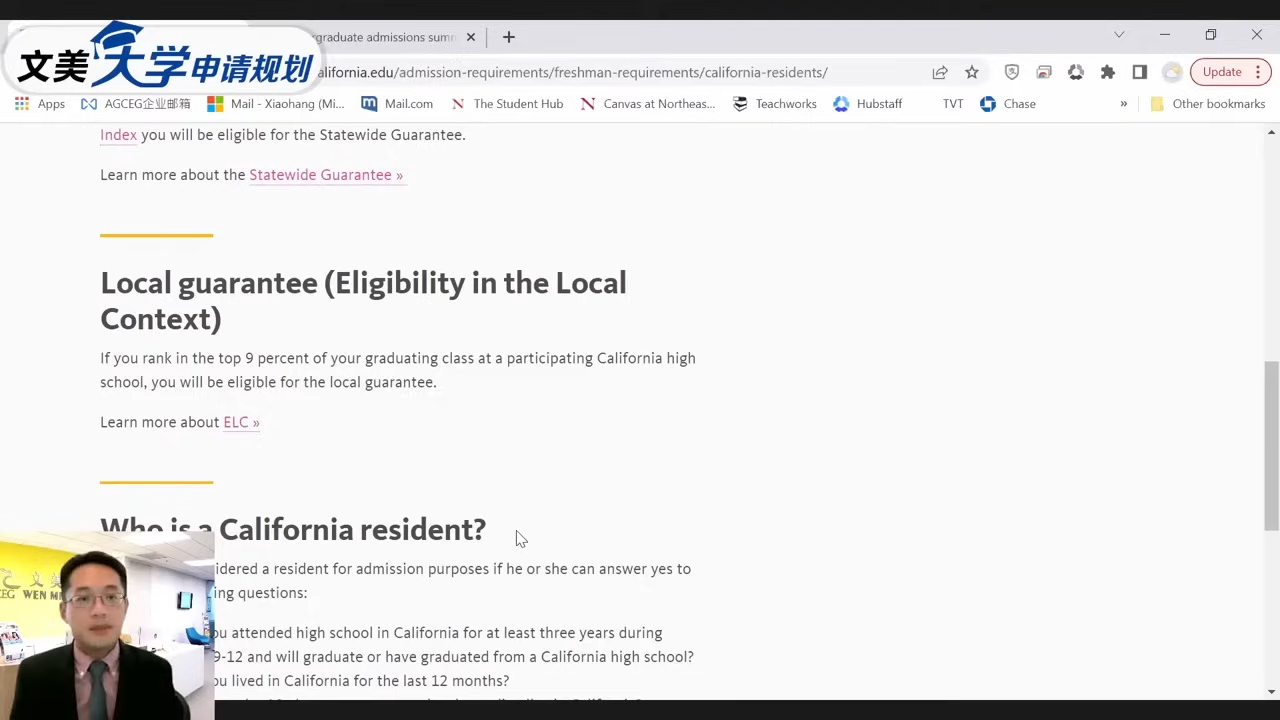 文美大学申请规划
graduate admissions sum
alifornia.edu/admission-requirements/freshman-requirements/california-residents/
Update
Apps
AGCEG企业邮箱
Mail - Xiaohang (Mi...
Mail.com
The Student Hub
Canvas at Northeas...
Teachworks
Hubstaff
TVT
Chase
»
Other bookmarks
Index you will be eligible for the Statewide Guarantee.
Learn more about the Statewide Guarantee »
Local guarantee (Eligibility in the Local
Context)
If you rank in the top 9 percent of your graduating class at a participating California high
school, you will be eligible for the local guarantee.
Learn more about ELC »
Who is a California resident?
idered a resident for admission purposes if he or she can answer yes to
ing questions:
ou attended high school in California for at least three years during
9-12 and will graduate or have graduated from a California high school?
ou lived in California for the last 12 months?
CEG WEN M